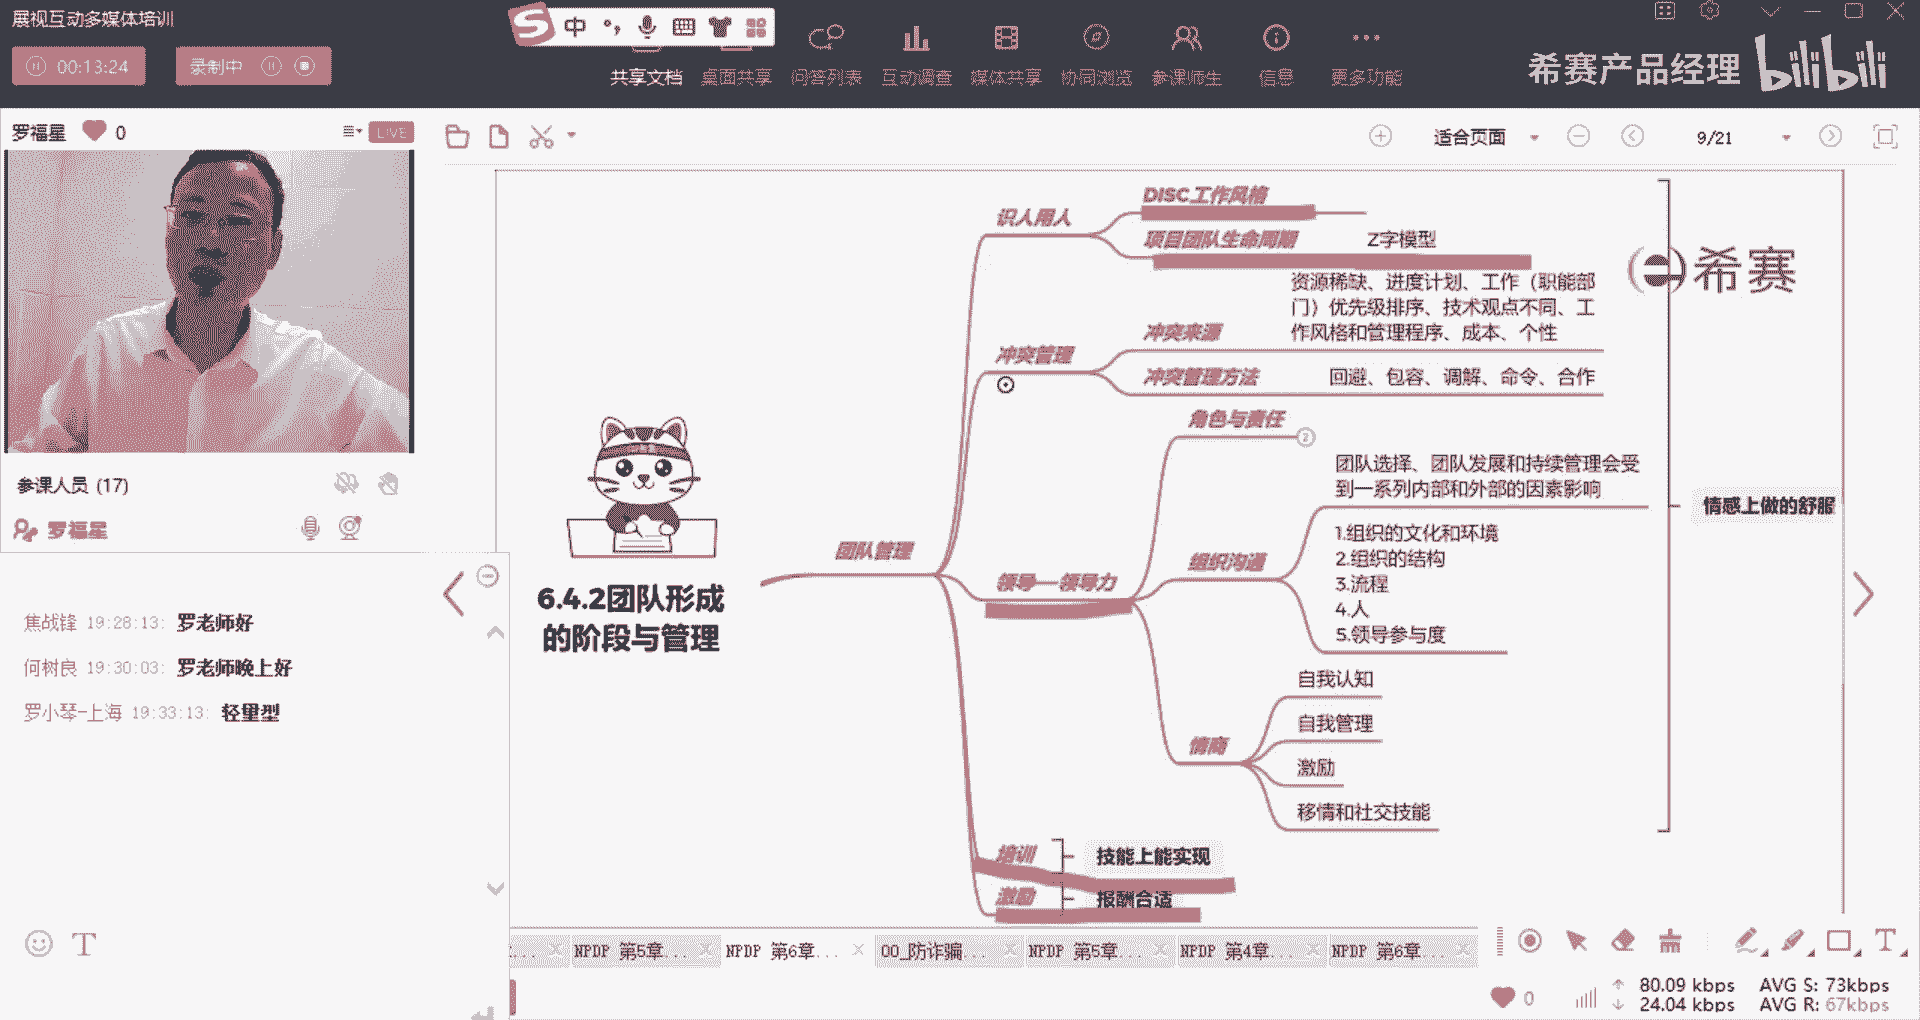 展视互动多媒体培训
中
00:13:24
录制中
共享文档
桌面共享
问答列表
互动调查
媒体共享
协同浏览
参课师生
信息
更多功能
希赛产品经理
bilibili
罗福星
0
LIVE
适合页面
9/21
参课人员 (17)
罗福星
焦战锋 19:28:13: 罗老师好
何树良 19:30:03: 罗老师晚上好
罗小琴-上海 19:33:13: 轻量型
希赛
6.4.2团队形成
的阶段与管理
团队管理
识人用人
DISC工作风格
项目团队生命周期
Z字模型
冲突管理
冲突来源
资源稀缺、进度计划、工作（职能部
门）优先级排序、技术观点不同、工
作风格和管理程序、成本、个性
冲突管理方法
回避、包容、调解、命令、合作
领导—领导力
角色与责任
2
组织沟通
团队选择、团队发展和持续管理会受
到一系列内部和外部的因素影响
1.组织的文化和环境
2.组织的结构
3.流程
4.人
5.领导参与度
情商
自我认知
自我管理
激励
移情和社交技能
情感上做的舒服
培训
技能上能实现
激励
报酬合适
NPDP 第5章...
NPDP 第6章...
00_防诈骗...
NPDP 第5章...
NPDP 第4章...
NPDP 第6章...
0
80.09 kbps
AVG S: 73kbps
24.04 kbps
AVG R: 67kbps